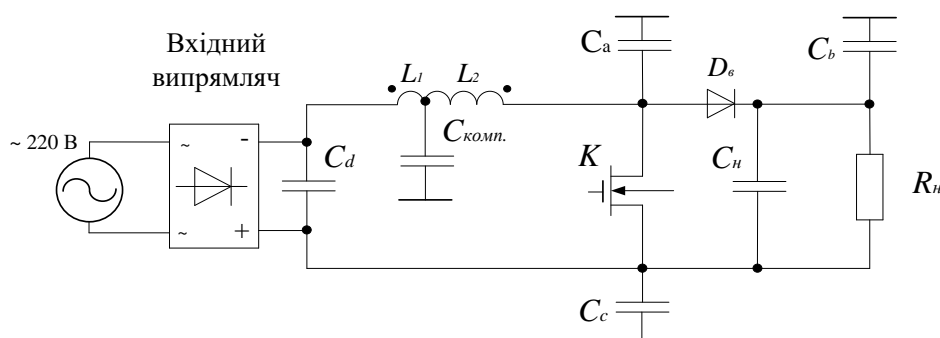 Вхідний
випрямляч
~ 220 В
~
~
-
+
C_d
L_1
L_2
C_комп.
C_a
K
D_в
C_н
C_b
R_н
C_c